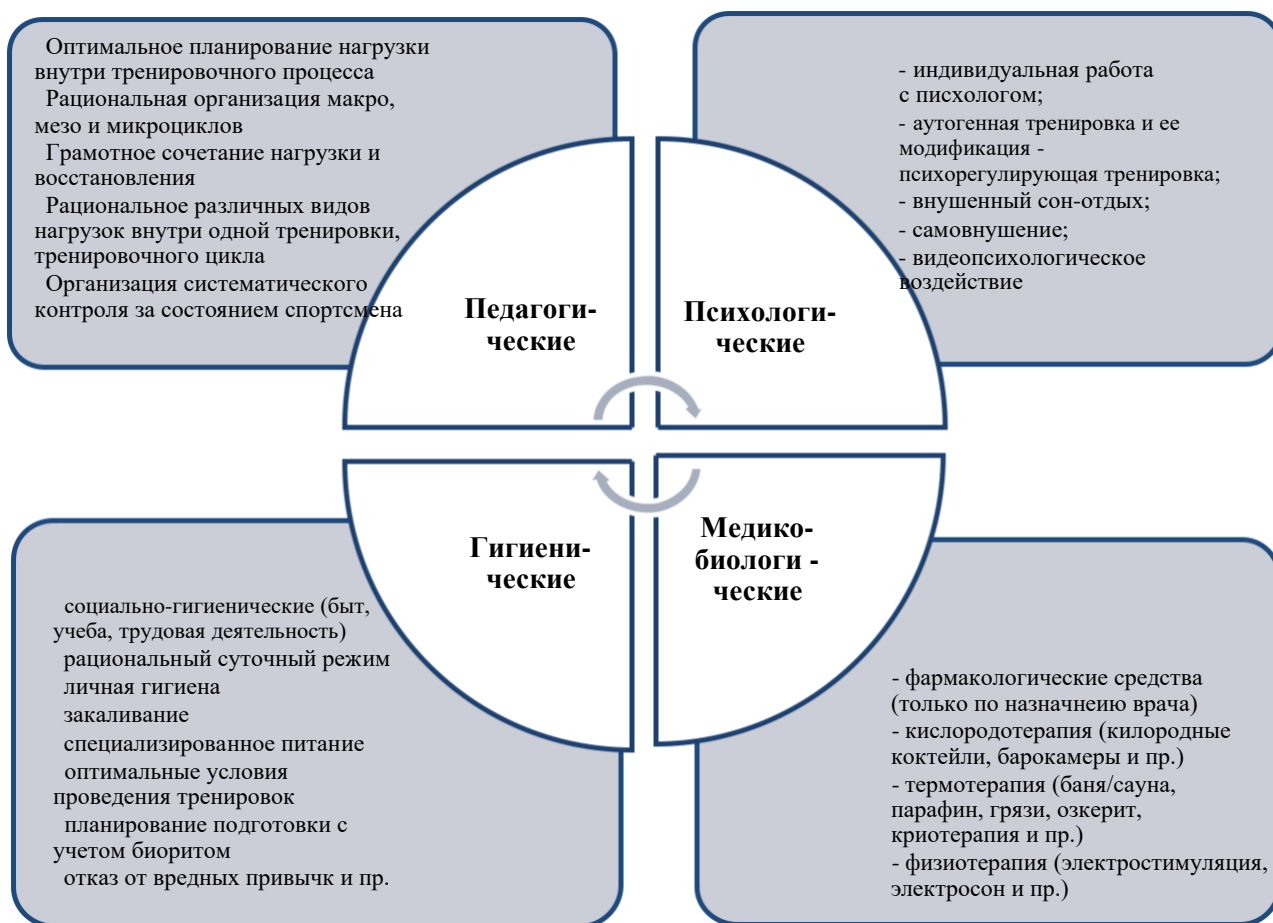 Оптимальное планирование нагрузки
внутри тренировочного процесса
Рациональная организация макро,
мезо и микроциклов
Грамотное сочетание нагрузки и
восстановления
Рациональное различных видов
нагрузок внутри одной тренировки,
тренировочного цикла
Организация систематического
контроля за состоянием спортсмена
Педагоги-
ческие
- индивидуальная работа
с писхологом;
- аутогенная тренировка и ее
модификация -
психорегулирующая тренировка;
- внушенный сон-отдых;
- самовнушение;
- видеопсихологическое
воздействие
Психологи-
ческие
Гигиени-
ческие
социально-гигиенические (быт,
учеба, трудовая деятельность)
рациональный суточный режим
личная гигиена
закаливание
специализированное питание
оптимальные условия
проведения тренировок
планирование подготовки с
учетом биоритом
отказ от вредных привычк и пр.
Медико-
биологи -
ческие
- фармакологические средства
(только по назначнеию врача)
- кислородотерапия (килородные
коктейли, барокамеры и пр.)
- термотерапия (баня/сауна,
парафин, грязи, озкерит,
криотерапия и пр.)
- физиотерапия (электростимуляция,
электросон и пр.)